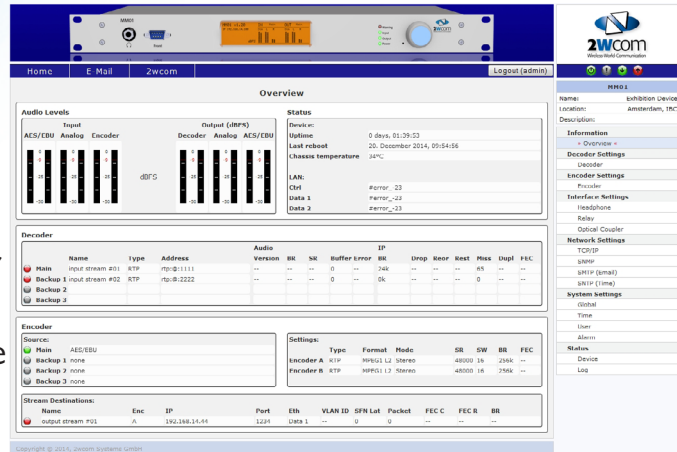 MM01
2wcom
2wcom
Wireless World Communication
Home E-Mail 2wcom Logout (admin)
MM01
Name: Exhibition Device
Location: Amsterdam, IBC
Description:
Information
» Overview «
Decoder Settings
Decoder
Encoder Settings
Encoder
Interface Settings
Headphone
Relay
Optical Coupler
Network Settings
TCP/IP
SNMP
SMTP (Email)
SNTP (Time)
System Settings
Global
Time
User
Alarm
Status
Device
Log
Overview
Audio Levels
Input Output (dBFS)
AES/EBU Analog Encoder Decoder Analog AES/EBU
dBFS
Status
Device:
Uptime 0 days, 01:39:53
Last reboot 20. December 2014, 09:54:56
Chassis temperature 34°C
LAN:
Ctrl #error_-23
Data 1 #error_-23
Data 2 #error_-23
Decoder
Audio IP
Name Type Address Version BR SR Buffer Error BR Drop Reor Rest Miss Dupl FEC
Main input stream #01 RTP rtp:@:1111 -- -- -- 0 -- 24k -- -- -- 65 -- --
Backup 1 input stream #02 RTP rtp:@:2222 -- -- -- 0 -- 0k -- -- -- 0 -- --
Backup 2
Backup 3
Encoder
Source:
Main AES/EBU
Backup 1 none
Backup 2 none
Backup 3 none
Settings:
Type Format Mode SR SW BR FEC
Encoder A RTP MPEG1 L2 Stereo 48000 16 256k --
Encoder B RTP MPEG1 L2 Stereo 48000 16 256k --
Stream Destinations:
Name Enc IP Port Eth VLAN ID SFN Lat Packet FEC C FEC R BR
output stream #01 A 192.168.14.44 1234 Data 1 -- 0 0 -- -- --
Copyright © 2014, 2wcom Systems GmbH